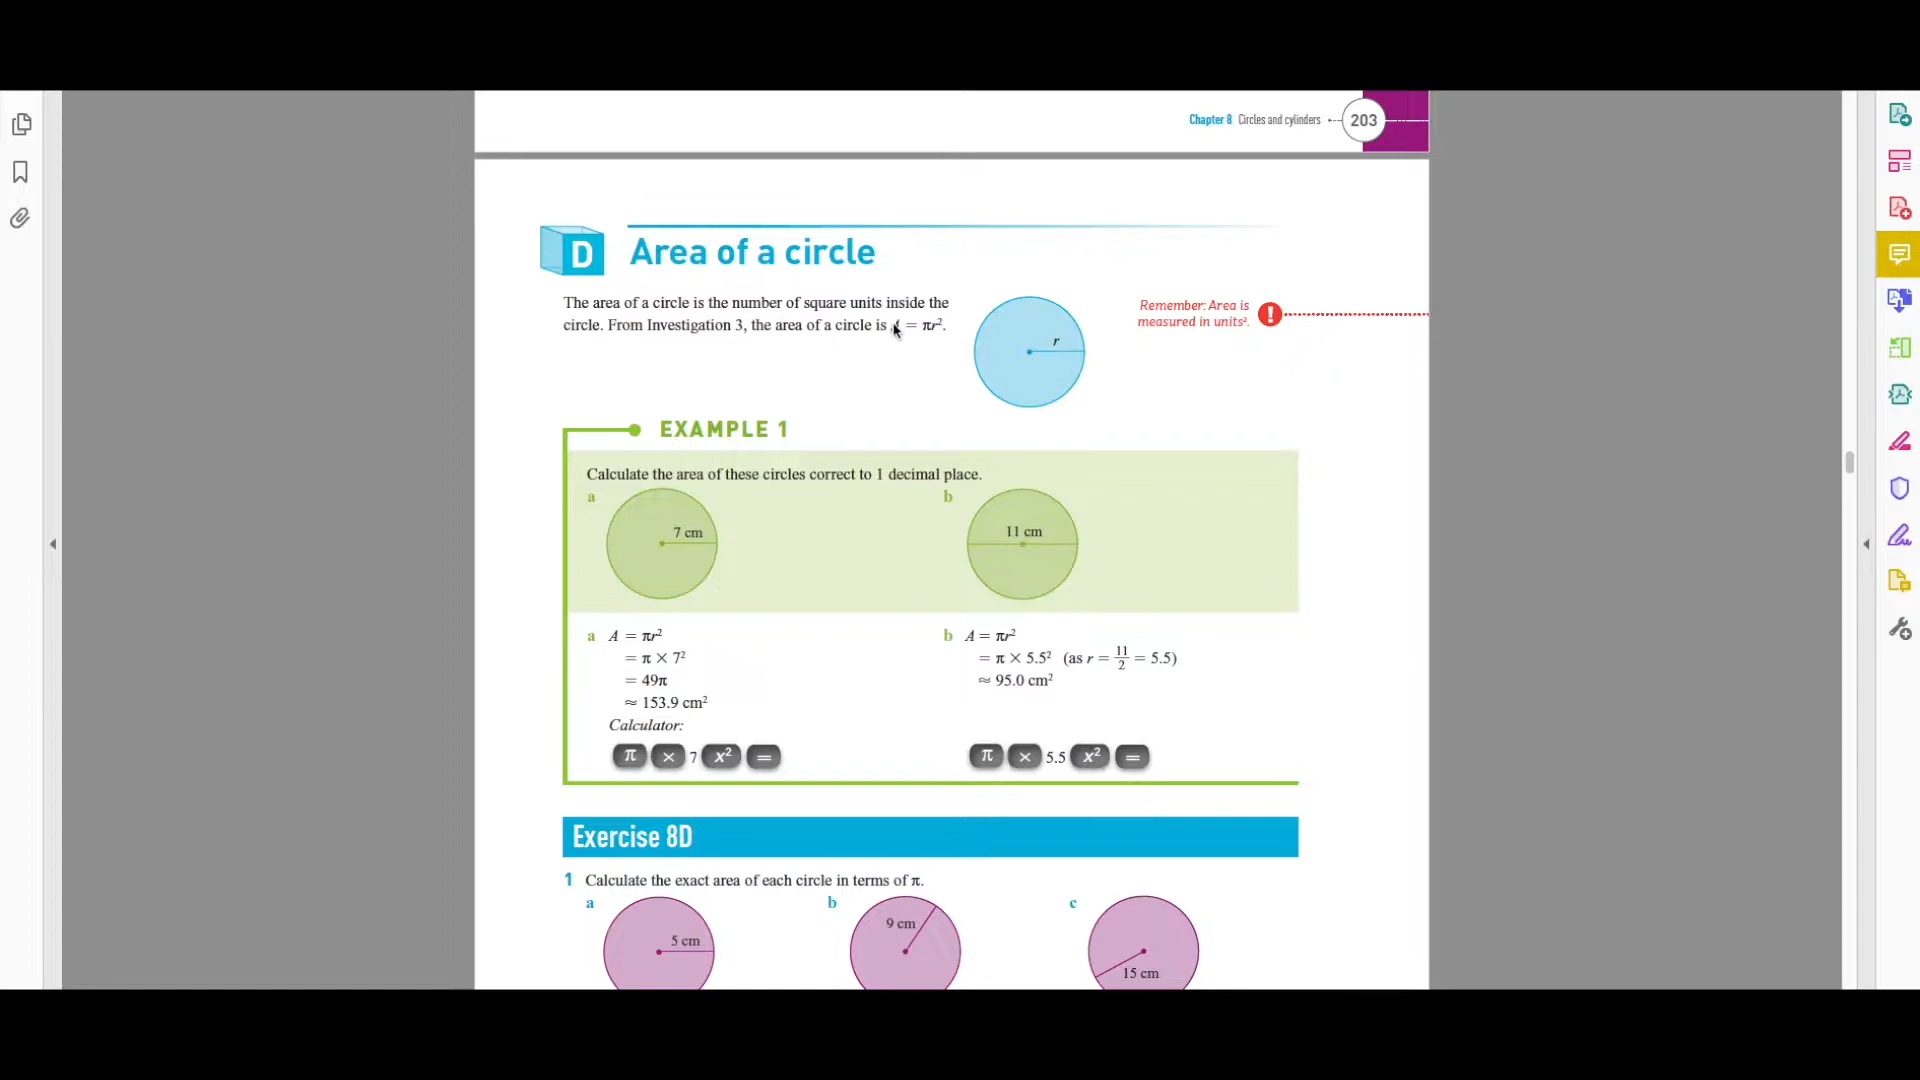 Chapter 8 Circles and cylinders 203
D Area of a circle
The area of a circle is the number of square units inside the
circle. From Investigation 3, the area of a circle is = πr².
r
Remember: Area is
measured in units².
!
EXAMPLE 1
Calculate the area of these circles correct to 1 decimal place.
a
7 cm
b
11 cm
a A = πr²
= π × 7²
= 49π
≈ 153.9 cm²
Calculator:
π × 7 x² =
b A = πr²
= π × 5.5² (as r = 11/2 = 5.5)
≈ 95.0 cm²
π × 5.5 x² =
Exercise 8D
1 Calculate the exact area of each circle in terms of π.
a
5 cm
b
9 cm
c
15 cm